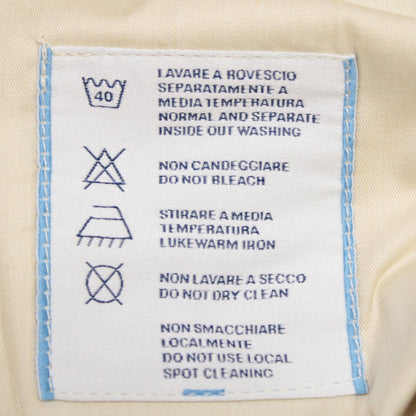 40
LAVARE A ROVESCIO
SEPARATAMENTE A
MEDIA TEMPERATURA
NORMAL AND SEPARATE
INSIDE OUT WASHING
NON CANDEGGIARE
DO NOT BLEACH
STIRARE A MEDIA
TEMPERATURA
LUKEWARM IRON
NON LAVARE A SECCO
DO NOT DRY CLEAN
NON SMACCHIARE
LOCALMENTE
DO NOT USE LOCAL
SPOT CLEANING